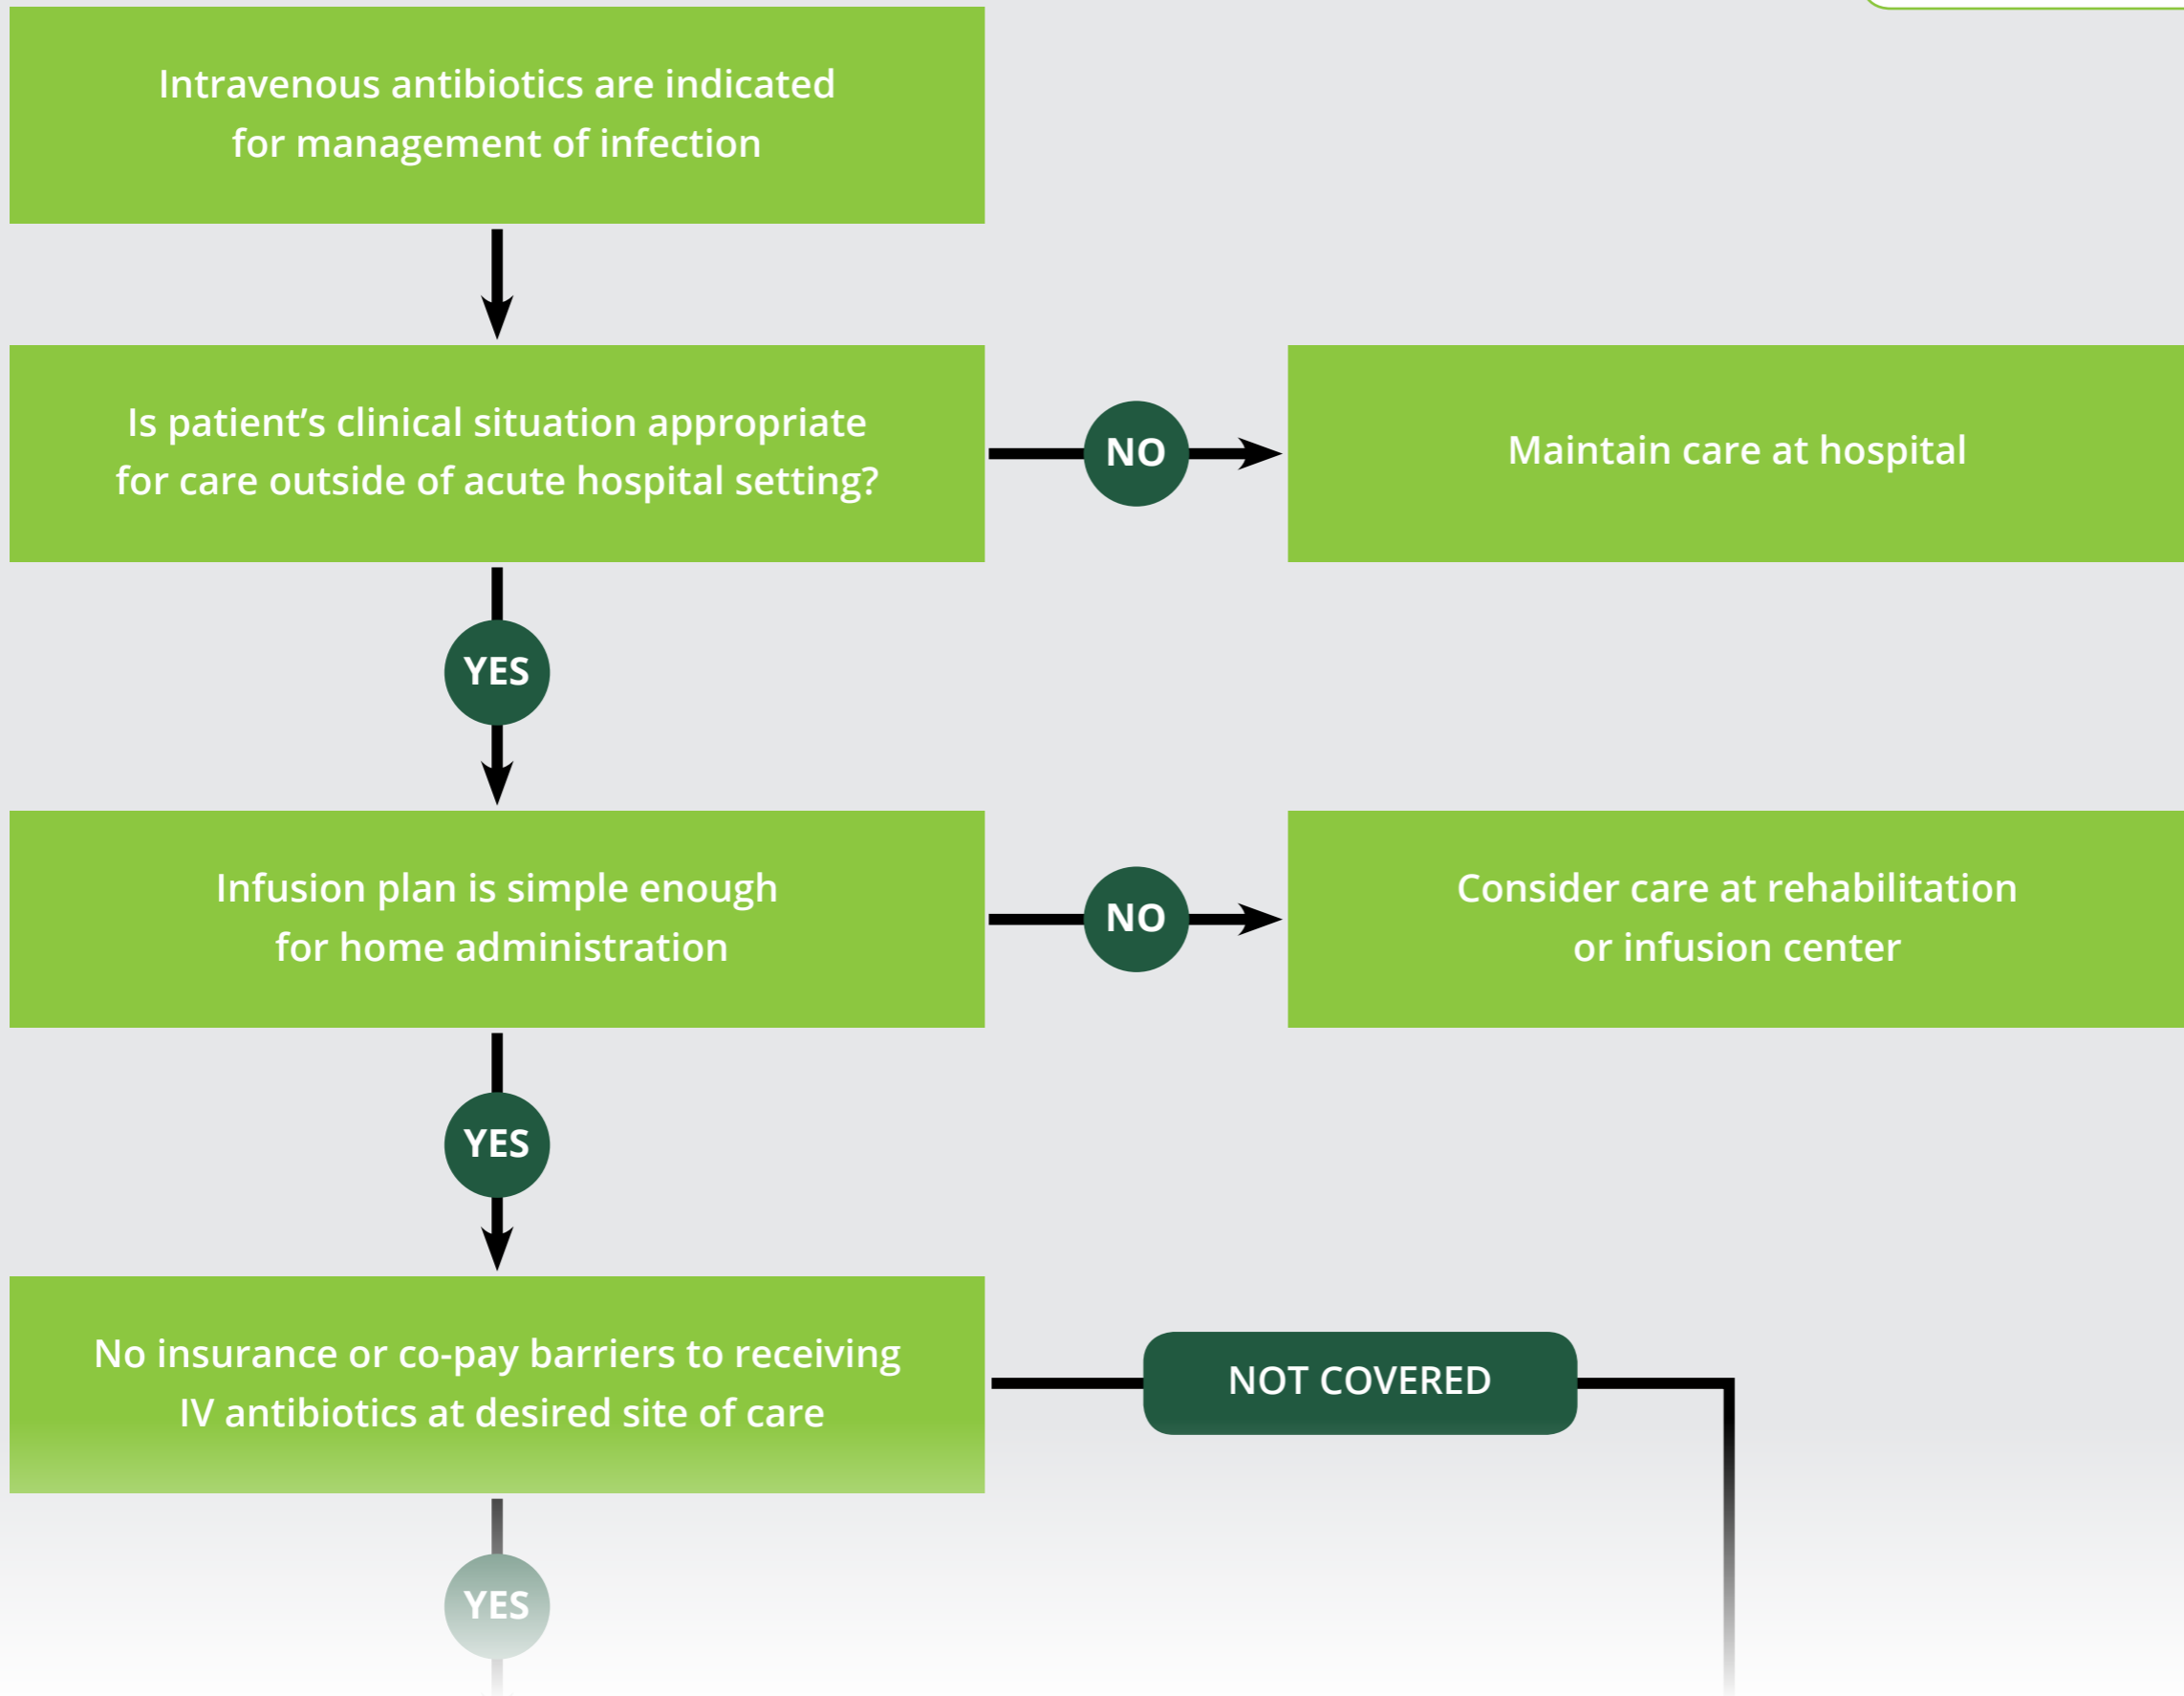 Intravenous antibiotics are indicated
for management of infection
Is patient’s clinical situation appropriate
for care outside of acute hospital setting?
NO
Maintain care at hospital
YES
Infusion plan is simple enough
for home administration
NO
Consider care at rehabilitation
or infusion center
YES
No insurance or co-pay barriers to receiving
IV antibiotics at desired site of care
NOT COVERED
YES